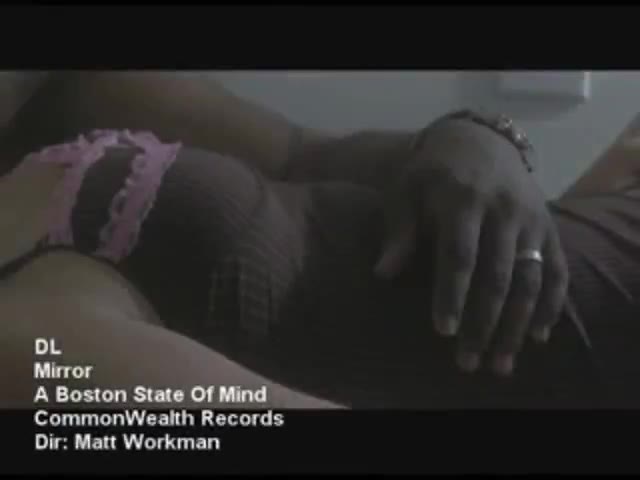 DL
Mirror
A Boston State Of Mind
CommonWealth Records
Dir: Matt Workman